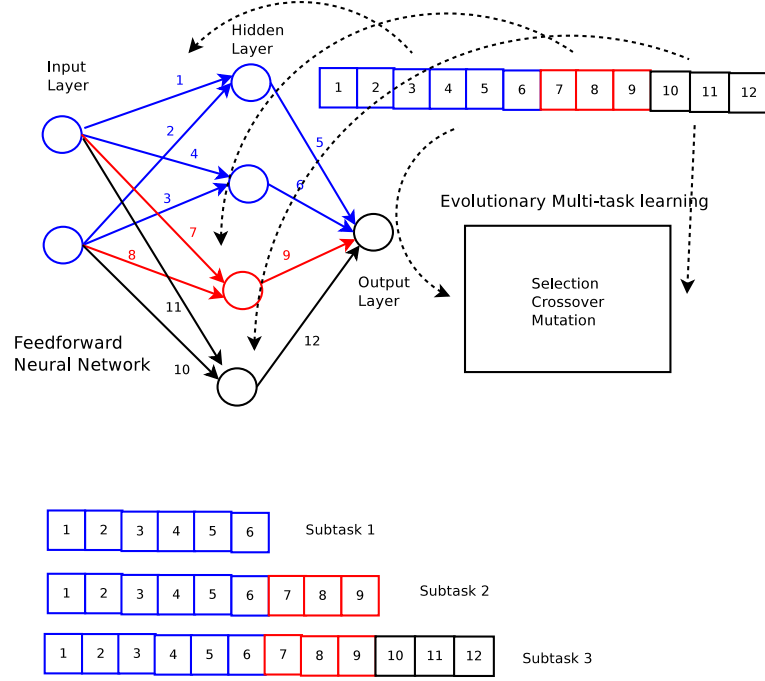 Hidden
Layer
Input
Layer
1
2
4
3
5
6
7
8
9
11
10
12
1 2 3 4 5 6 7 8 9 10 11 12
Evolutionary Multi-task learning
Selection
Crossover
Mutation
Output
Layer
Feedforward
Neural Network
1 2 3 4 5 6 Subtask 1
1 2 3 4 5 6 7 8 9 Subtask 2
1 2 3 4 5 6 7 8 9 10 11 12 Subtask 3